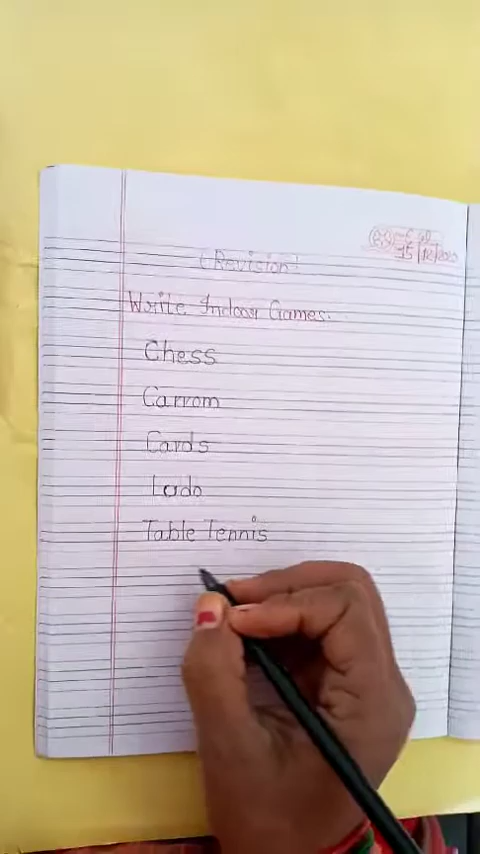 (Revision)
Write Indoor Games.
Chess
Carrom
Cards
Ludo
Table Tennis